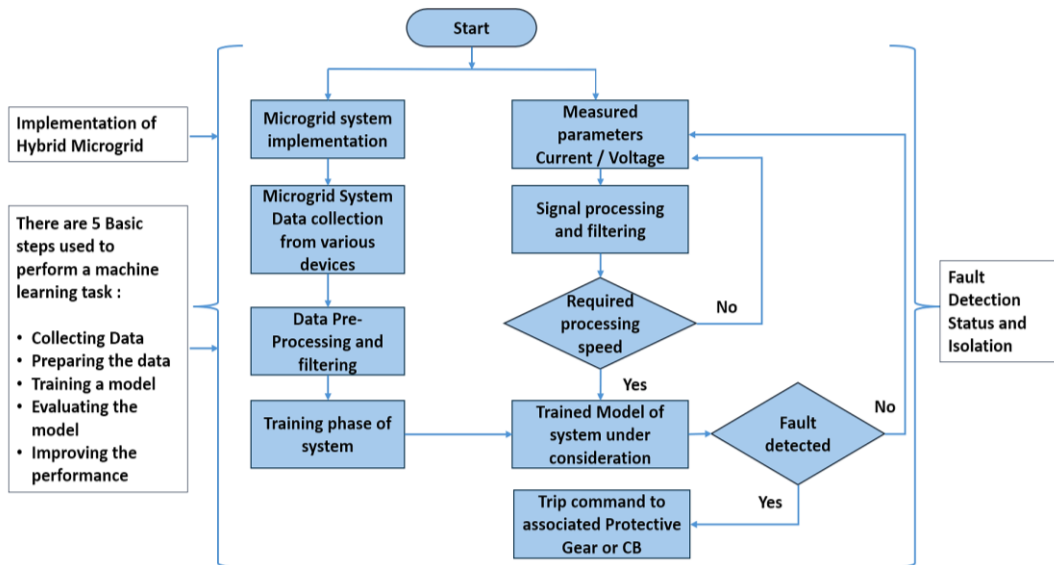 Start
Implementation of
Hybrid Microgrid
There are 5 Basic
steps used to
perform a machine
learning task :
• Collecting Data
• Preparing the data
• Training a model
• Evaluating the
model
• Improving the
performance
Microgrid system
implementation
Microgrid System
Data collection
from various
devices
Data Pre-
Processing and
filtering
Training phase of
system
Measured
parameters
Current / Voltage
Signal processing
and filtering
Required
processing
speed
No
Yes
Trained Model of
system under
consideration
Fault
detected
No
Yes
Trip command to
associated Protective
Gear or CB
Fault
Detection
Status and
Isolation